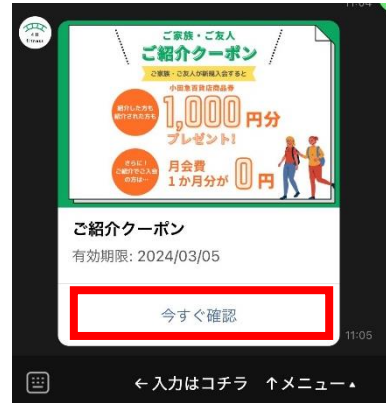 11:04
ご家族・ご友人
ご紹介クーポン
ご家族・ご友人が新規入会すると
小田急百貨店商品券
紹介した方も
紹介された方も
1,000円分
プレゼント!
さらに!
ご紹介でご入会
の方は…
月会費
1か月分が0円
ご紹介クーポン
有効期限: 2024/03/05
今すぐ確認
11:05
←入力はコチラ ↑メニュー▲